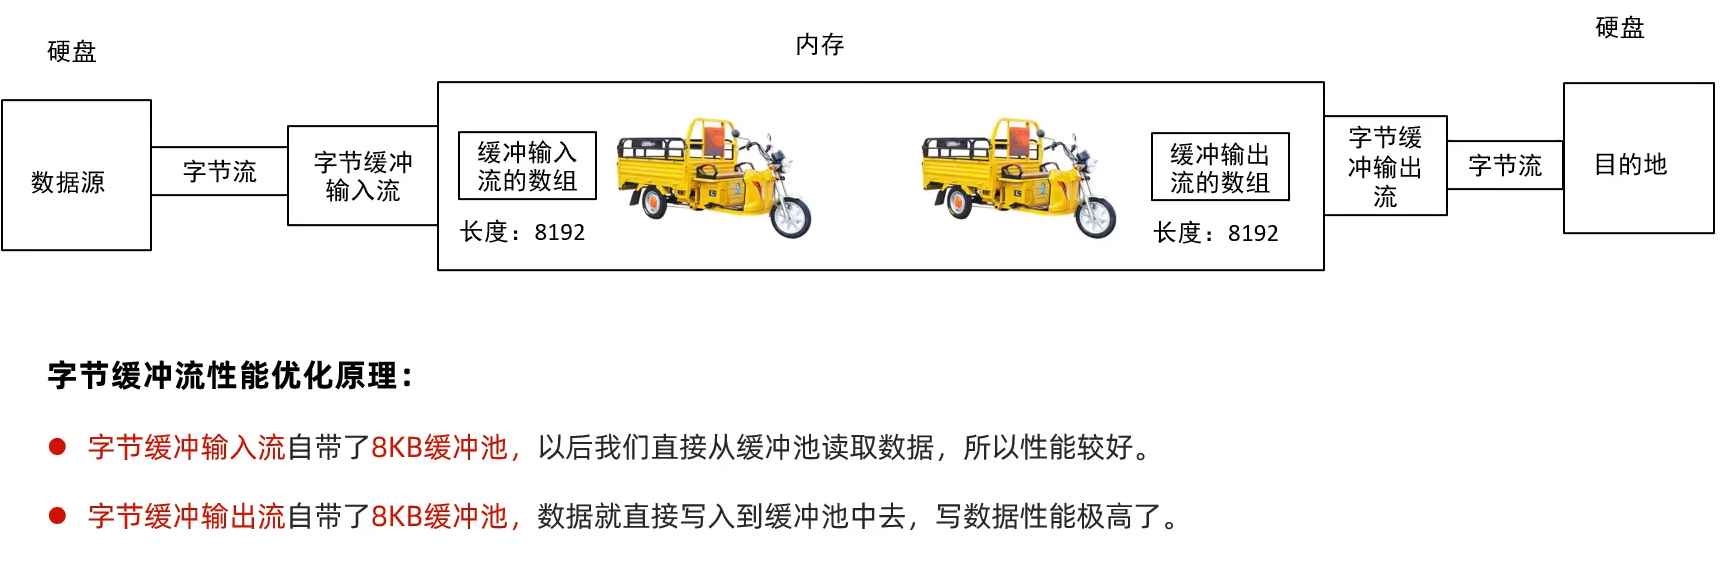 硬盘
内存
硬盘
数据源
字节流
字节缓冲
输入流
缓冲输入
流的数组
长度：8192
缓冲输出
流的数组
长度：8192
字节缓
冲输出
流
字节流
目的地
字节缓冲流性能优化原理：
字节缓冲输入流自带了8KB缓冲池，以后我们直接从缓冲池读取数据，所以性能较好。
字节缓冲输出流自带了8KB缓冲池，数据就直接写入到缓冲池中去，写数据性能极高了。